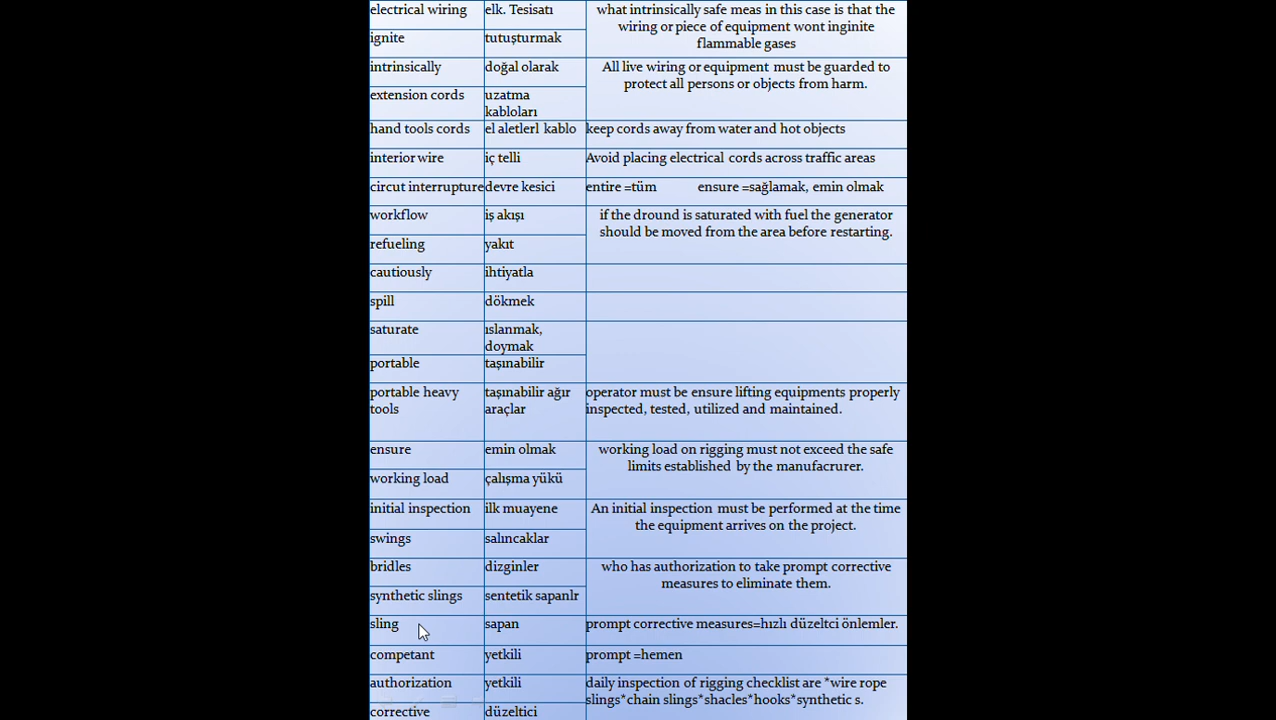 electrical wiring elk. Tesisatı what intrinsically safe meas in this case is that the
wiring or piece of equipment wont inginite
ignite tutuşturmak
flammable gases
intrinsically doğal olarak All live wiring or equipment must be guarded to
protect all persons or objects from harm.
extension cords uzatma
kabloları
hand tools cords el aletlerl kablo keep cords away from water and hot objects
interior wire iç telli Avoid placing electrical cords across traffic areas
circut interrupture devre kesici entire =tüm ensure =sağlamak, emin olmak
workflow iş akışı if the dround is saturated with fuel the generator
should be moved from the area before restarting.
refueling yakıt
cautiously ihtiyatla
spill dökmek
saturate ıslanmak,
doymak
portable taşınabilir
portable heavy taşınabilir ağır operator must be ensure lifting equipments properly
tools araçlar inspected, tested, utilized and maintained.
ensure emin olmak working load on rigging must not exceed the safe
limits established by the manufacrurer.
working load çalışma yükü
initial inspection ilk muayene An initial inspection must be performed at the time
the equipment arrives on the project.
swings salıncaklar
bridles dizginler who has authorization to take prompt corrective
measures to eliminate them.
synthetic slings sentetik sapanlr
sling sapan prompt corrective measures=hızlı düzeltci önlemler.
competant yetkili prompt =hemen
authorization yetkili daily inspection of rigging checklist are *wire rope
slings*chain slings*shacles*hooks*synthetic s.
corrective düzeltici